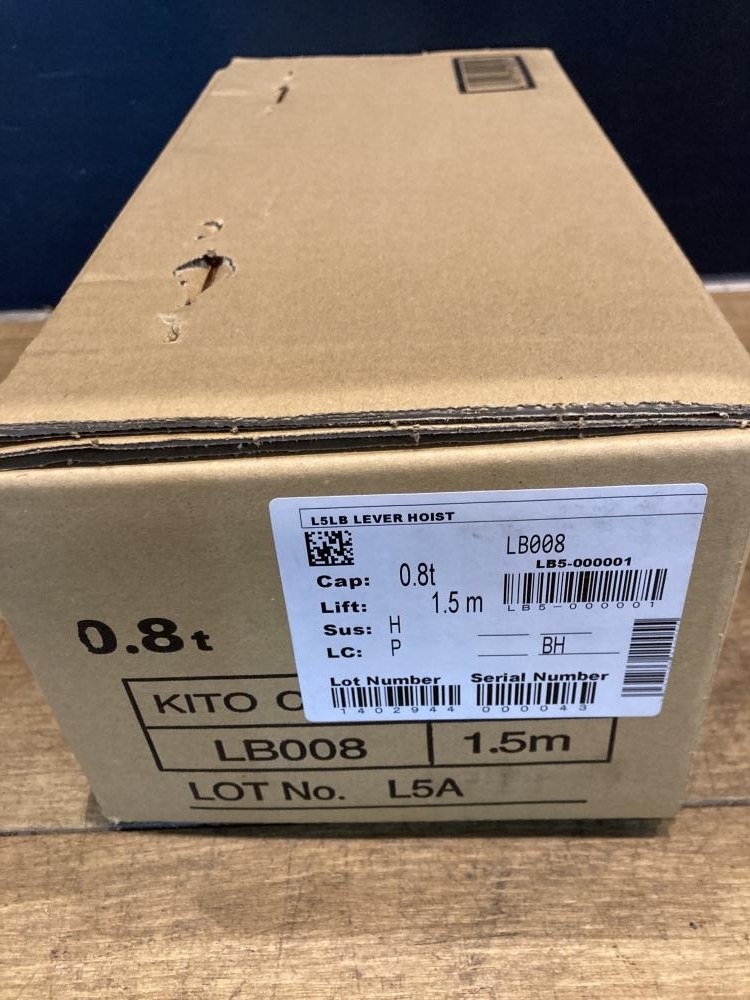 L5LB LEVER HOIST
LB008
LB5-000001
Cap: 0.8t
LB5-000001
Lift: 1.5 m
Sus: H
LC: P BH
Lot Number Serial Number
1402944 000043
0.8t
KITO C
LB008 1.5m
LOT No. L5A